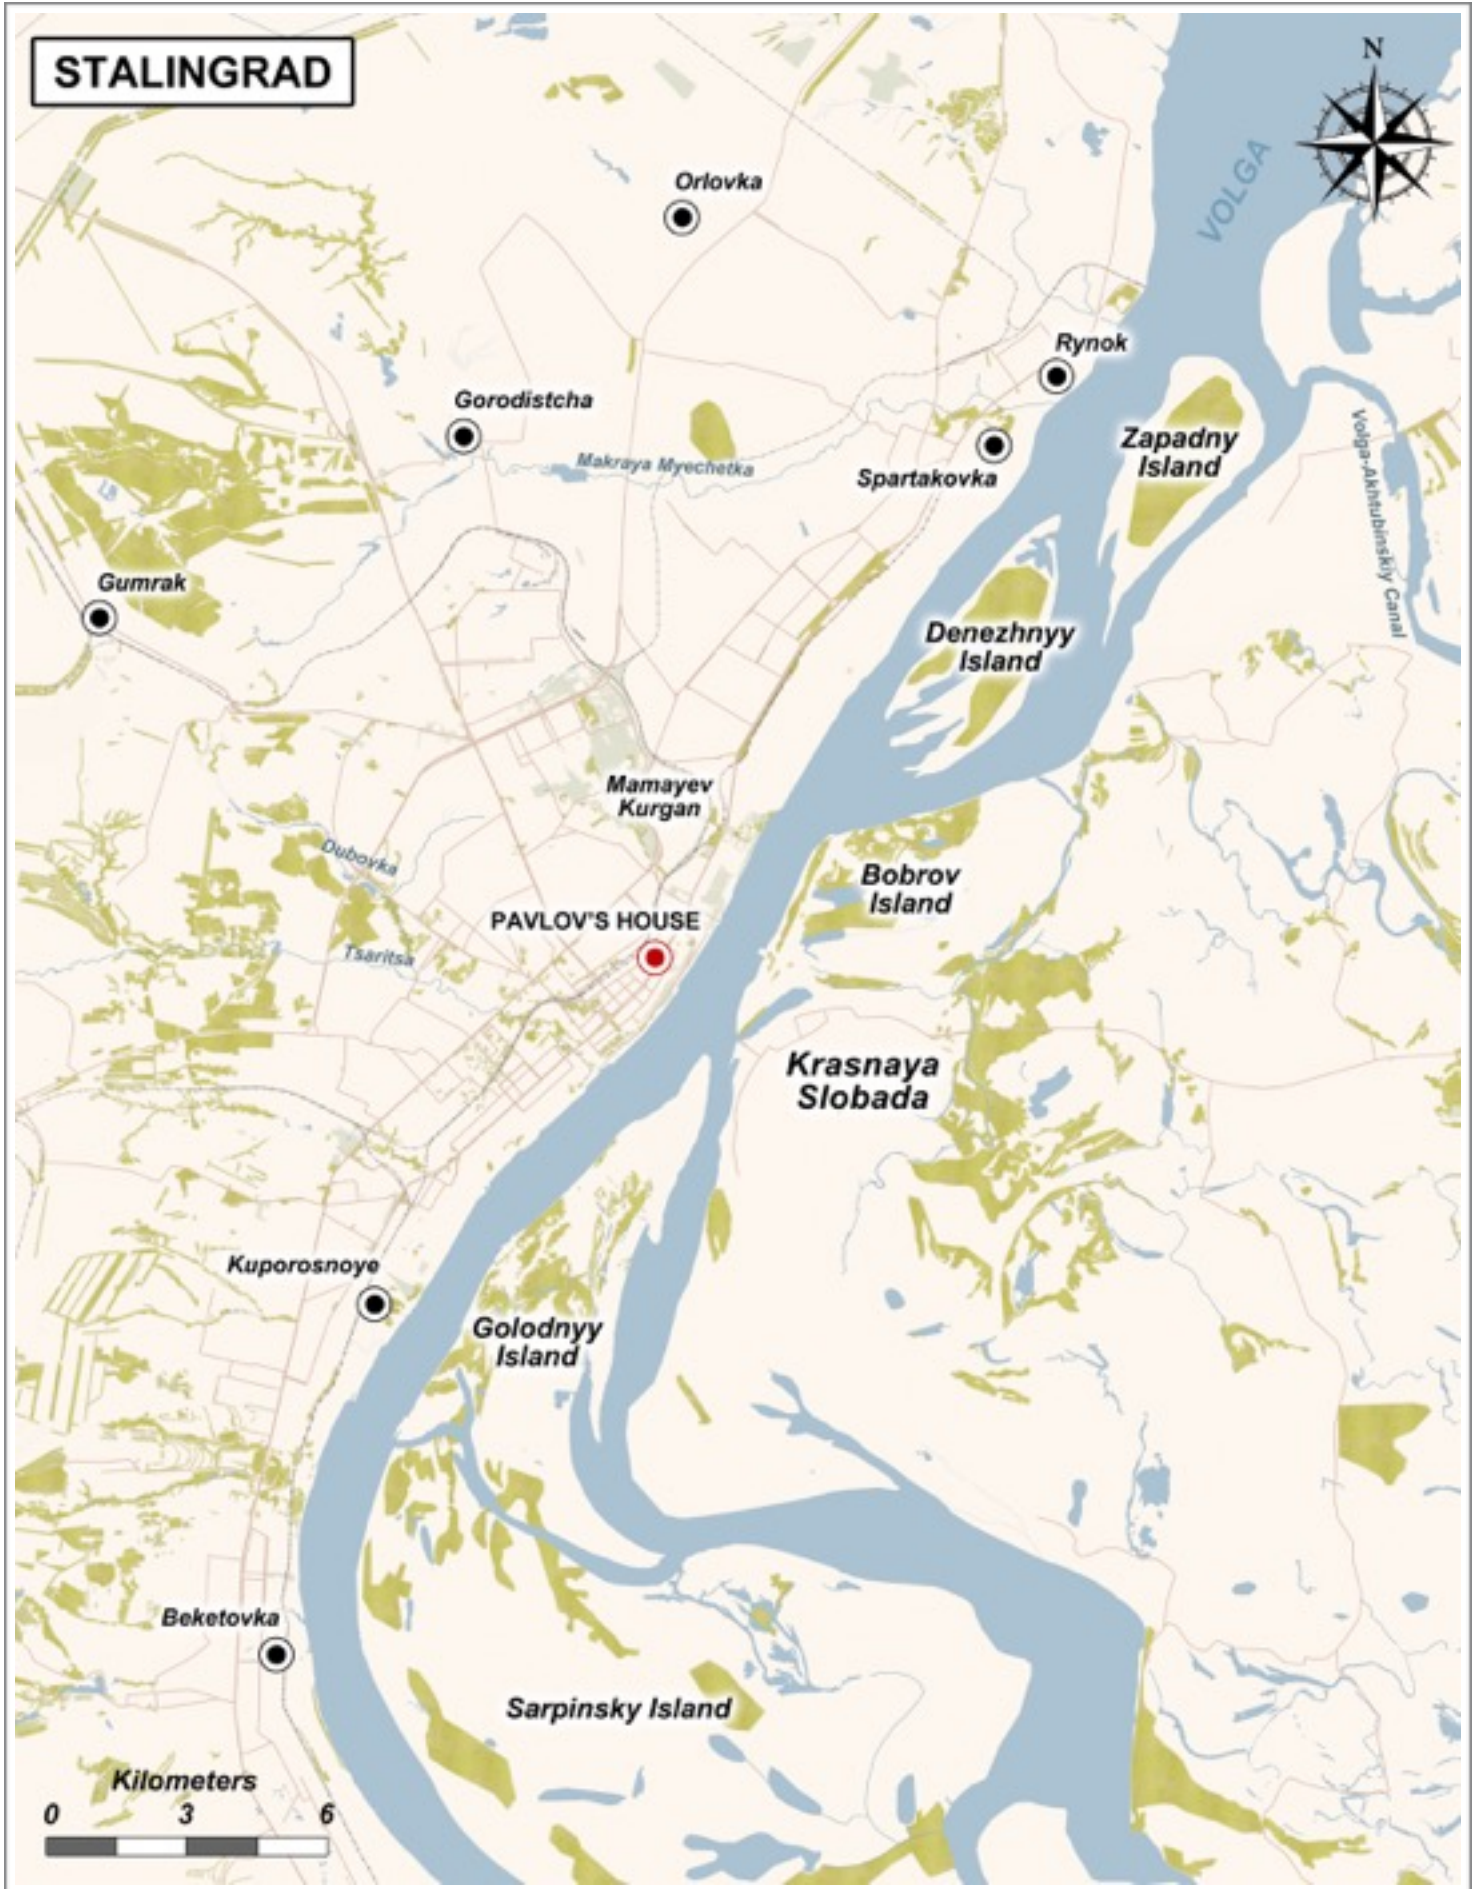 STALINGRAD
N
VOLGA
Orlovka
Rynok
Gorodistcha
Zapadny
Island
Makraya Myechetka
Spartakovka
Volga-Akhtubinskiy Canal
Gumrak
Denezhnyy
Island
Mamayev
Kurgan
Dubovka
Bobrov
Island
PAVLOV'S HOUSE
Tsaritsa
Krasnaya
Slobada
Kuporosnoye
Golodnyy
Island
Beketovka
Sarpinsky Island
Kilometers
0 3 6